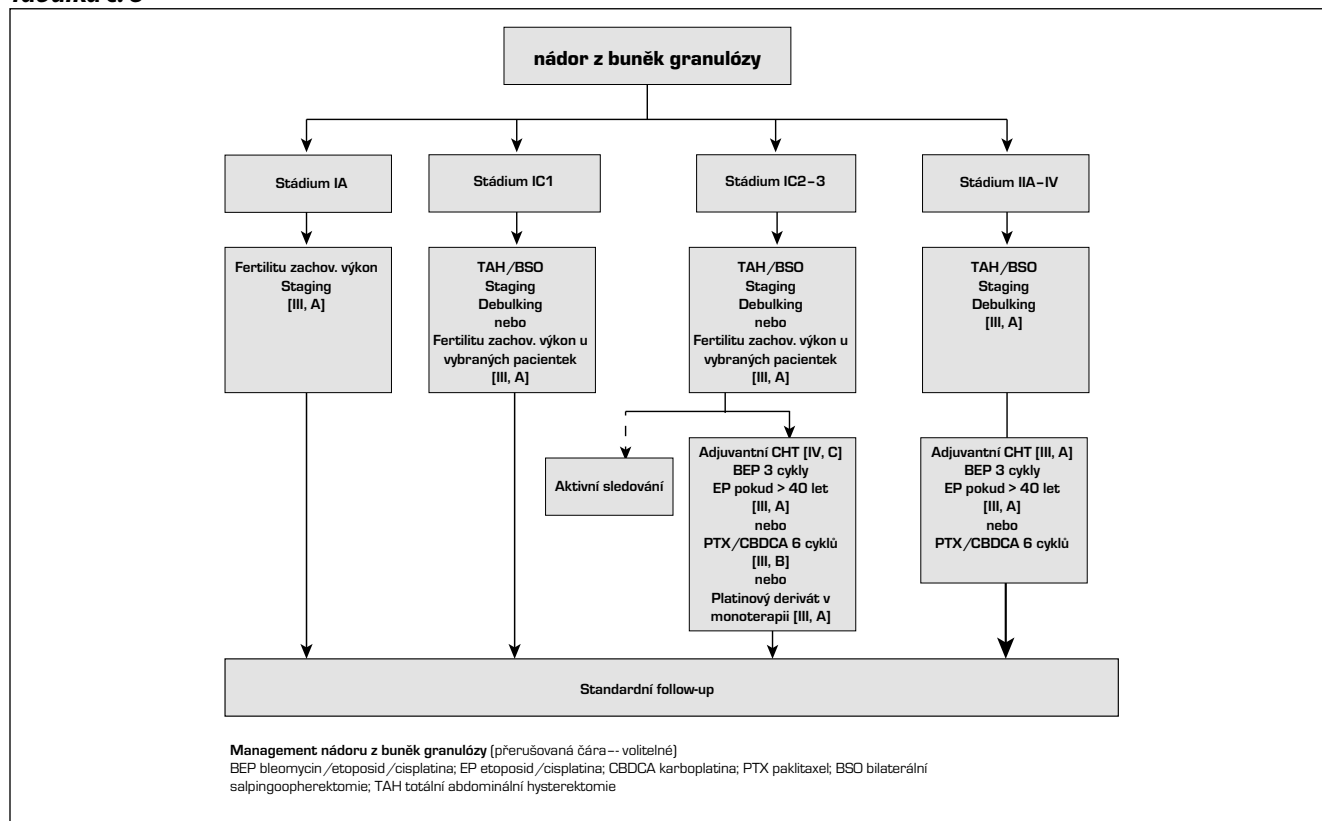 nádor z buněk granulózy
Stádium IA
Stádium IC1
Stádium IC2–3
Stádium IIA–IV
Fertilitu zachov. výkon
Staging
[III, A]
TAH/BSO
Staging
Debulking
nebo
Fertilitu zachov. výkon u
vybraných pacientek
[III, A]
TAH/BSO
Staging
Debulking
nebo
Fertilitu zachov. výkon u
vybraných pacientek
[III, A]
TAH/BSO
Staging
Debulking
[III, A]
Aktivní sledování
Adjuvantní CHT [IV, C]
BEP 3 cykly
EP pokud > 40 let
[III, A]
nebo
PTX/CBDCA 6 cyklů
[III, B]
nebo
Platinový derivát v
monoterapii [III, A]
Adjuvantní CHT [III, A]
BEP 3 cykly
EP pokud > 40 let
[III, A]
nebo
PTX/CBDCA 6 cyklů
Standardní follow-up
Management nádoru z buněk granulózy (přerušovaná čára–- volitelné)
BEP bleomycin/etoposid/cisplatina; EP etoposid/cisplatina; CBDCA karboplatina; PTX paklitaxel; BSO bilaterální
salpingoopherektomie; TAH totální abdominální hysterektomie